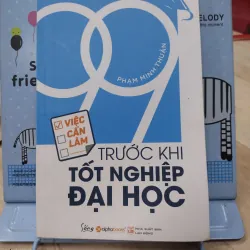 99
PHẠM MINH THUẬN
VIỆC
CẦN
LÀM
TRƯỚC KHI
TỐT NGHIỆP
ĐẠI HỌC
alphabooks
ELODY